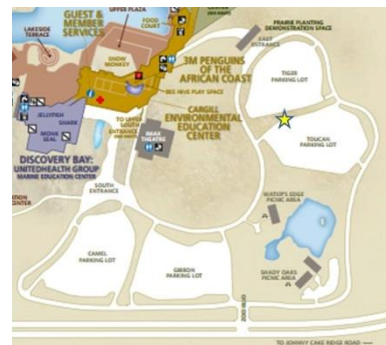 GUEST &
MEMBER
SERVICES
UPPER PLAZA
FOOD
COURT
LAKESIDE
TERRACE
SNOW
MONKEY
PRAIRIE PLANTING
DEMONSTRATION SPACE
EAST
ENTRANCE
3M PENGUINS
OF THE
AFRICAN COAST
BEE HIVE PLAY SPACE
TIGER
PARKING LOT
CARGILL
ENVIRONMENTAL
EDUCATION
CENTER
TO UPPER
SOUTH
ENTRANCE
IMAX
THEATRE
TOUCAN
PARKING LOT
JELLYFISH
SHARK
MONK
SEAL
DISCOVERY BAY:
UNITEDHEALTH GROUP
MARINE EDUCATION CENTER
SOUTH
ENTRANCE
CENTER
WATER'S EDGE
PICNIC AREA
CAMEL
PARKING LOT
GIBBON
PARKING LOT
SHADY OAKS
PICNIC AREA
ZOO BLVD
TO JOHNNY CAKE RIDGE ROAD